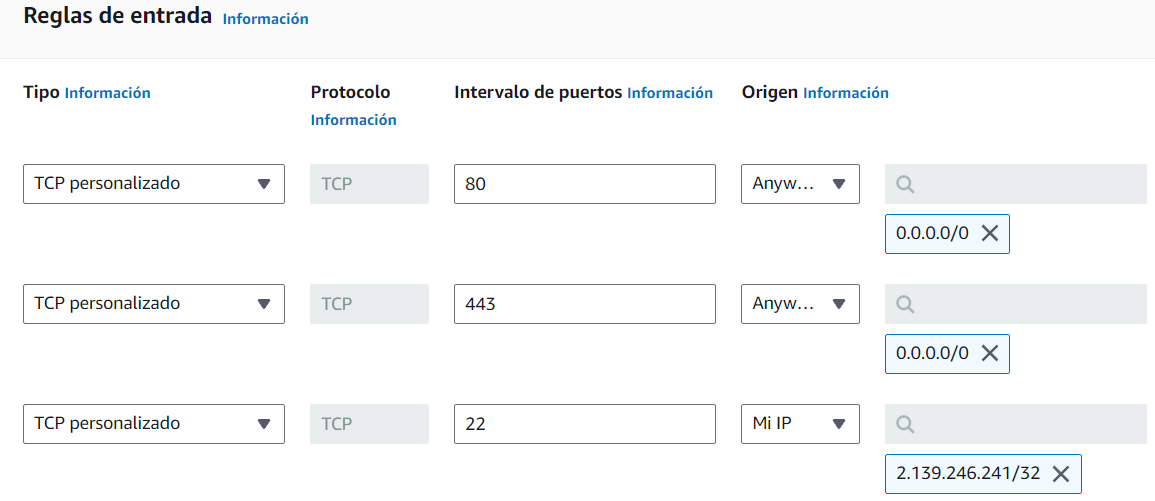 Reglas de entrada Información
Tipo Información Protocolo Información Intervalo de puertos Información Origen Información
TCP personalizado TCP 80 Anyw...
0.0.0.0/0
TCP personalizado TCP 443 Anyw...
0.0.0.0/0
TCP personalizado TCP 22 Mi IP
2.139.246.241/32